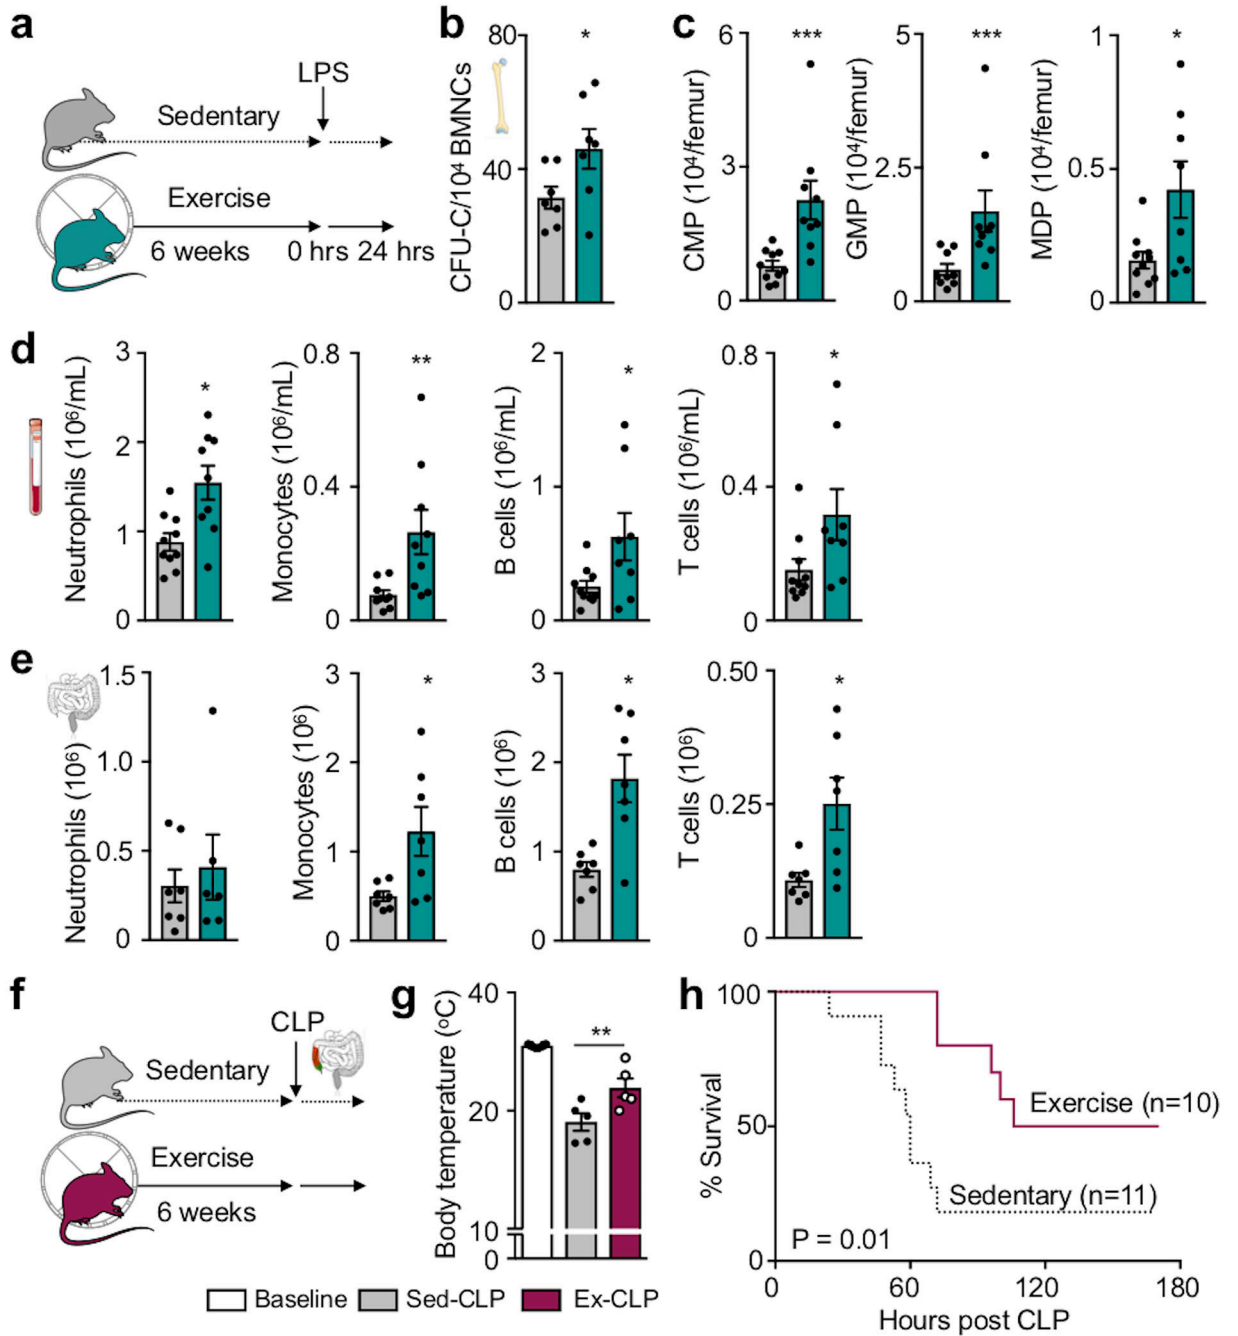 a
LPS
Sedentary
Exercise
6 weeks
0 hrs 24 hrs
b
CFU-C/10⁴ BMNCs
80
40
0
*
c
CMP (10⁴/femur)
6
3
0
***
GMP (10⁴/femur)
5
2.5
0
***
MDP (10⁴/femur)
1
0.5
0
*
d
Neutrophils (10⁶/mL)
3
2
1
0
*
Monocytes (10⁶/mL)
0.8
0.4
0
**
B cells (10⁶/mL)
2
1
0
*
T cells (10⁶/mL)
0.8
0.4
0
*
e
Neutrophils (10⁶)
1.5
1.0
0.5
0
Monocytes (10⁶)
3
2
1
0
*
B cells (10⁶)
3
2
1
0
*
T cells (10⁶)
0.50
0.25
0
*
f
CLP
Sedentary
Exercise
6 weeks
g
Body temperature (ºC)
40
20
10
0
**
Baseline Sed-CLP Ex-CLP
h
% Survival
100
50
0
Exercise (n=10)
Sedentary (n=11)
P = 0.01
0 60 120 180
Hours post CLP